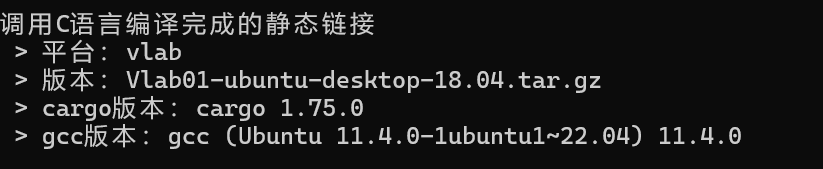 调用C语言编译完成的静态链接
> 平台: vlab
> 版本: Vlab01-ubuntu-desktop-18.04.tar.gz
> cargo版本: cargo 1.75.0
> gcc版本: gcc (Ubuntu 11.4.0-1ubuntu1~22.04) 11.4.0